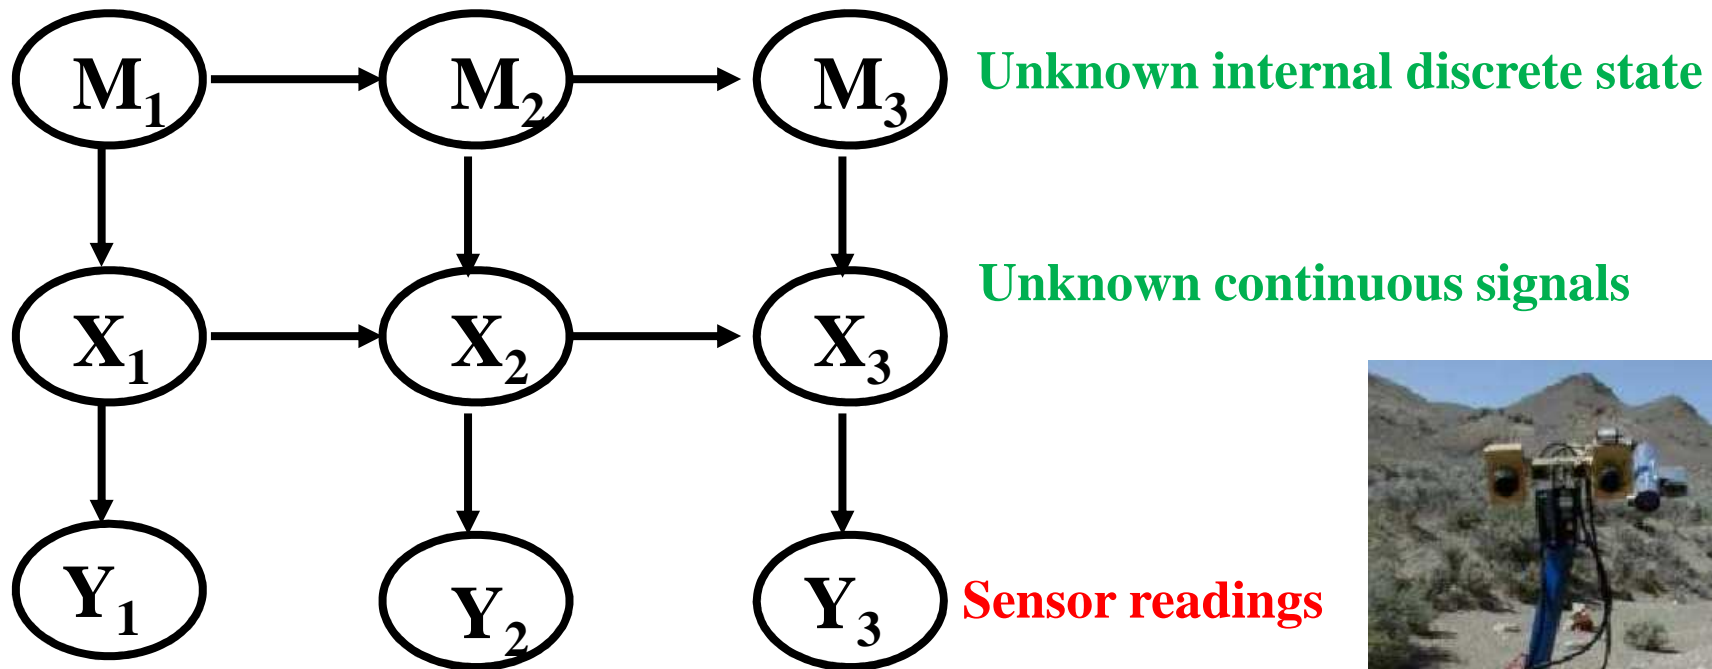 M1 M2 M3 Unknown internal discrete state
X1 X2 X3 Unknown continuous signals
Y1 Y2 Y3 Sensor readings